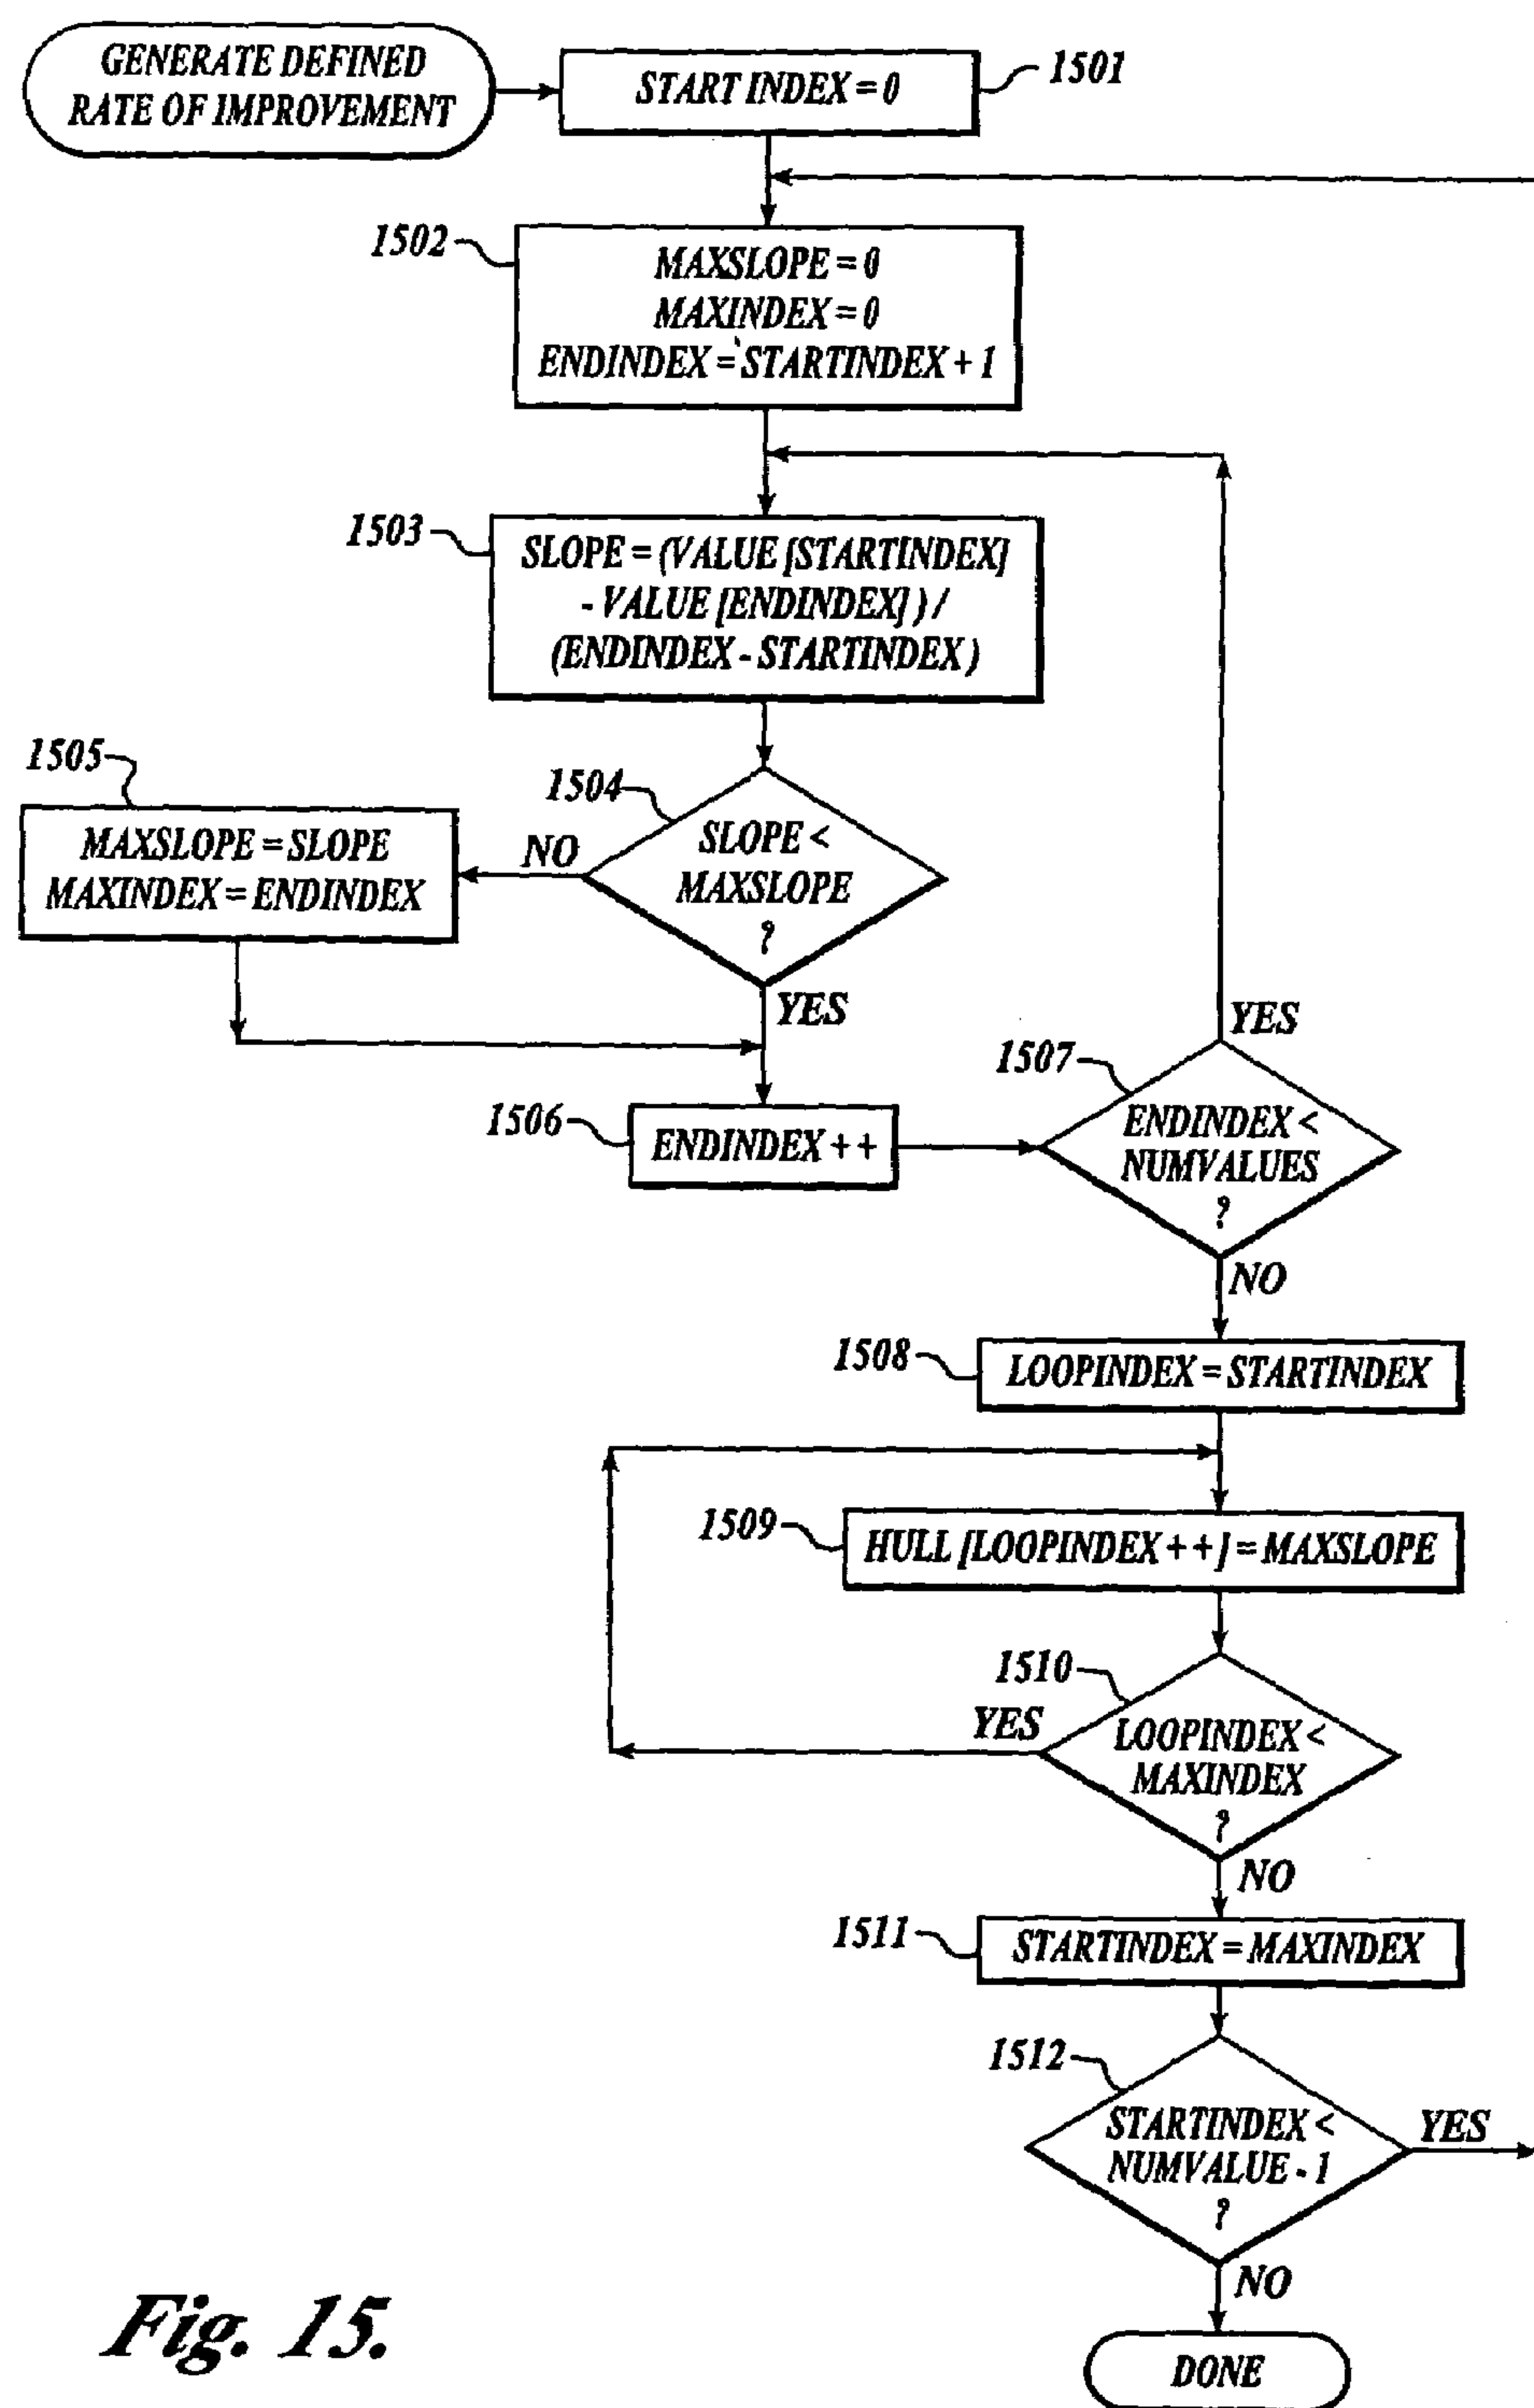 GENERATE DEFINED
RATE OF IMPROVEMENT
START INDEX = 0
1501
1502
MAXSLOPE = 0
MAXINDEX = 0
ENDINDEX = STARTINDEX + 1
1503
SLOPE = (VALUE [STARTINDEX]
- VALUE [ENDINDEX] ) /
(ENDINDEX - STARTINDEX )
1505
MAXSLOPE = SLOPE
MAXINDEX = ENDINDEX
NO
1504
SLOPE <
MAXSLOPE
?
YES
1506
ENDINDEX + +
1507
YES
ENDINDEX <
NUMVALUES
?
NO
1508
LOOPINDEX = STARTINDEX
1509
HULL [LOOPINDEX + + ] = MAXSLOPE
1510
YES
LOOPINDEX <
MAXINDEX
?
NO
1511
STARTINDEX = MAXINDEX
1512
STARTINDEX <
NUMVALUE - 1
?
YES
NO
DONE
Fig. 15.